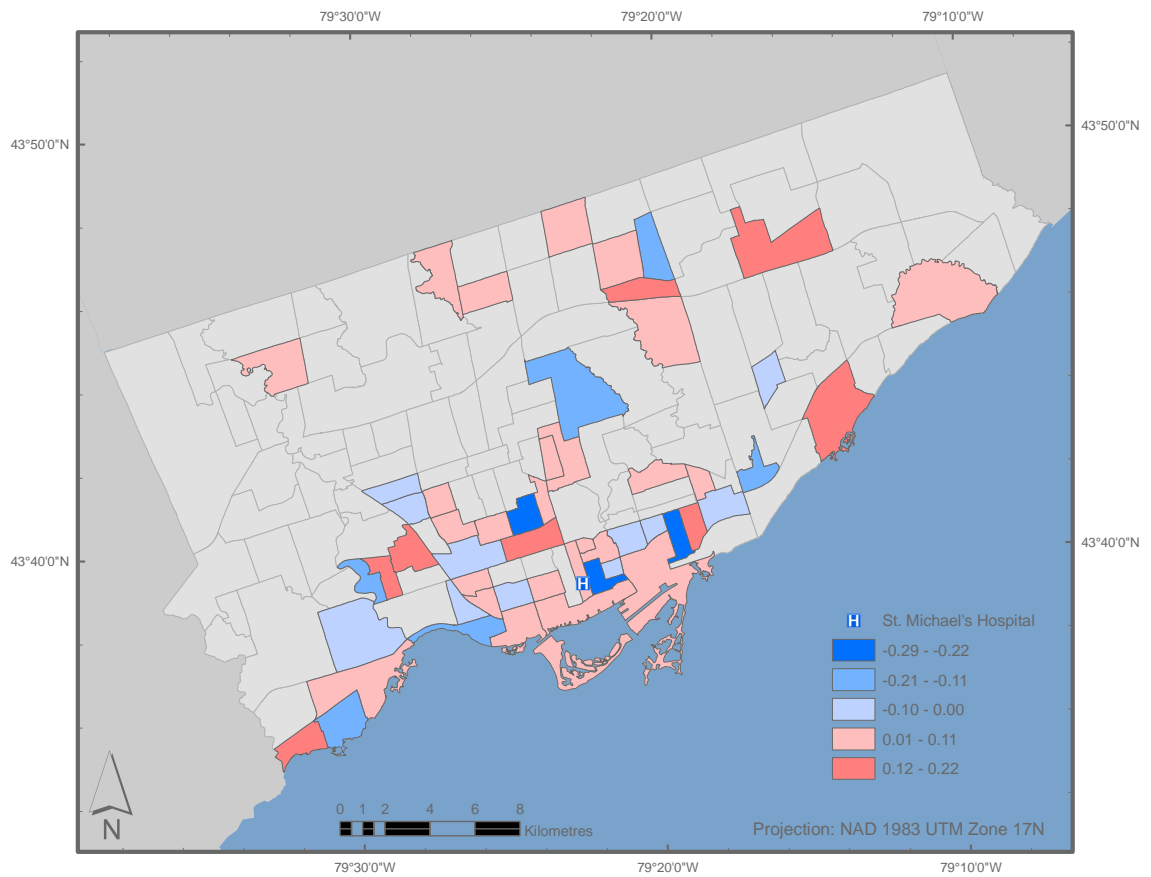 79°30'0"W 79°20'0"W 79°10'0"W
43°50'0"N 43°50'0"N
43°40'0"N 43°40'0"N
H
H St. Michael's Hospital
-0.29 - -0.22
-0.21 - -0.11
-0.10 - 0.00
0.01 - 0.11
0.12 - 0.22
N
0 1 2 4 6 8
Kilometres
Projection: NAD 1983 UTM Zone 17N
79°30'0"W 79°20'0"W 79°10'0"W